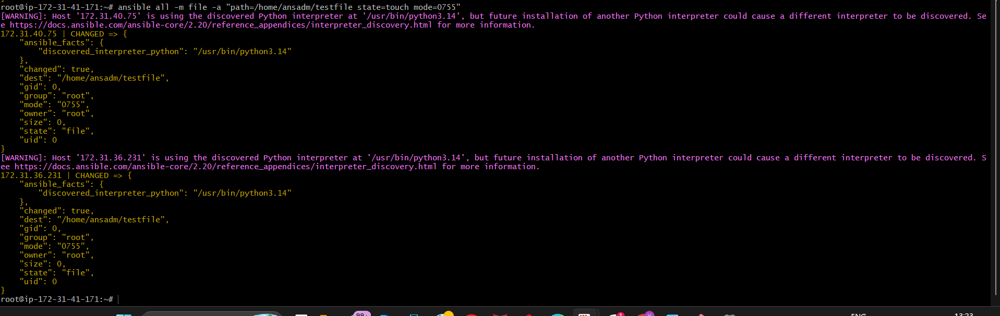 root@ip-172-31-41-171:~# ansible all -m file -a "path=/home/ansadm/testfile state=touch mode=0755"
[WARNING]: Host '172.31.40.75' is using the discovered Python interpreter at '/usr/bin/python3.14', but future installation of another Python interpreter could cause a different interpreter to be discovered. Se
e https://docs.ansible.com/ansible-core/2.20/reference_appendices/interpreter_discovery.html for more information.
172.31.40.75 | CHANGED => {
    "ansible_facts": {
        "discovered_interpreter_python": "/usr/bin/python3.14"
    },
    "changed": true,
    "dest": "/home/ansadm/testfile",
    "gid": 0,
    "group": "root",
    "mode": "0755",
    "owner": "root",
    "size": 0,
    "state": "file",
    "uid": 0
}
[WARNING]: Host '172.31.36.231' is using the discovered Python interpreter at '/usr/bin/python3.14', but future installation of another Python interpreter could cause a different interpreter to be discovered. S
ee https://docs.ansible.com/ansible-core/2.20/reference_appendices/interpreter_discovery.html for more information.
172.31.36.231 | CHANGED => {
    "ansible_facts": {
        "discovered_interpreter_python": "/usr/bin/python3.14"
    },
    "changed": true,
    "dest": "/home/ansadm/testfile",
    "gid": 0,
    "group": "root",
    "mode": "0755",
    "owner": "root",
    "size": 0,
    "state": "file",
    "uid": 0
}
root@ip-172-31-41-171:~#
99+
1
ENG
13:23